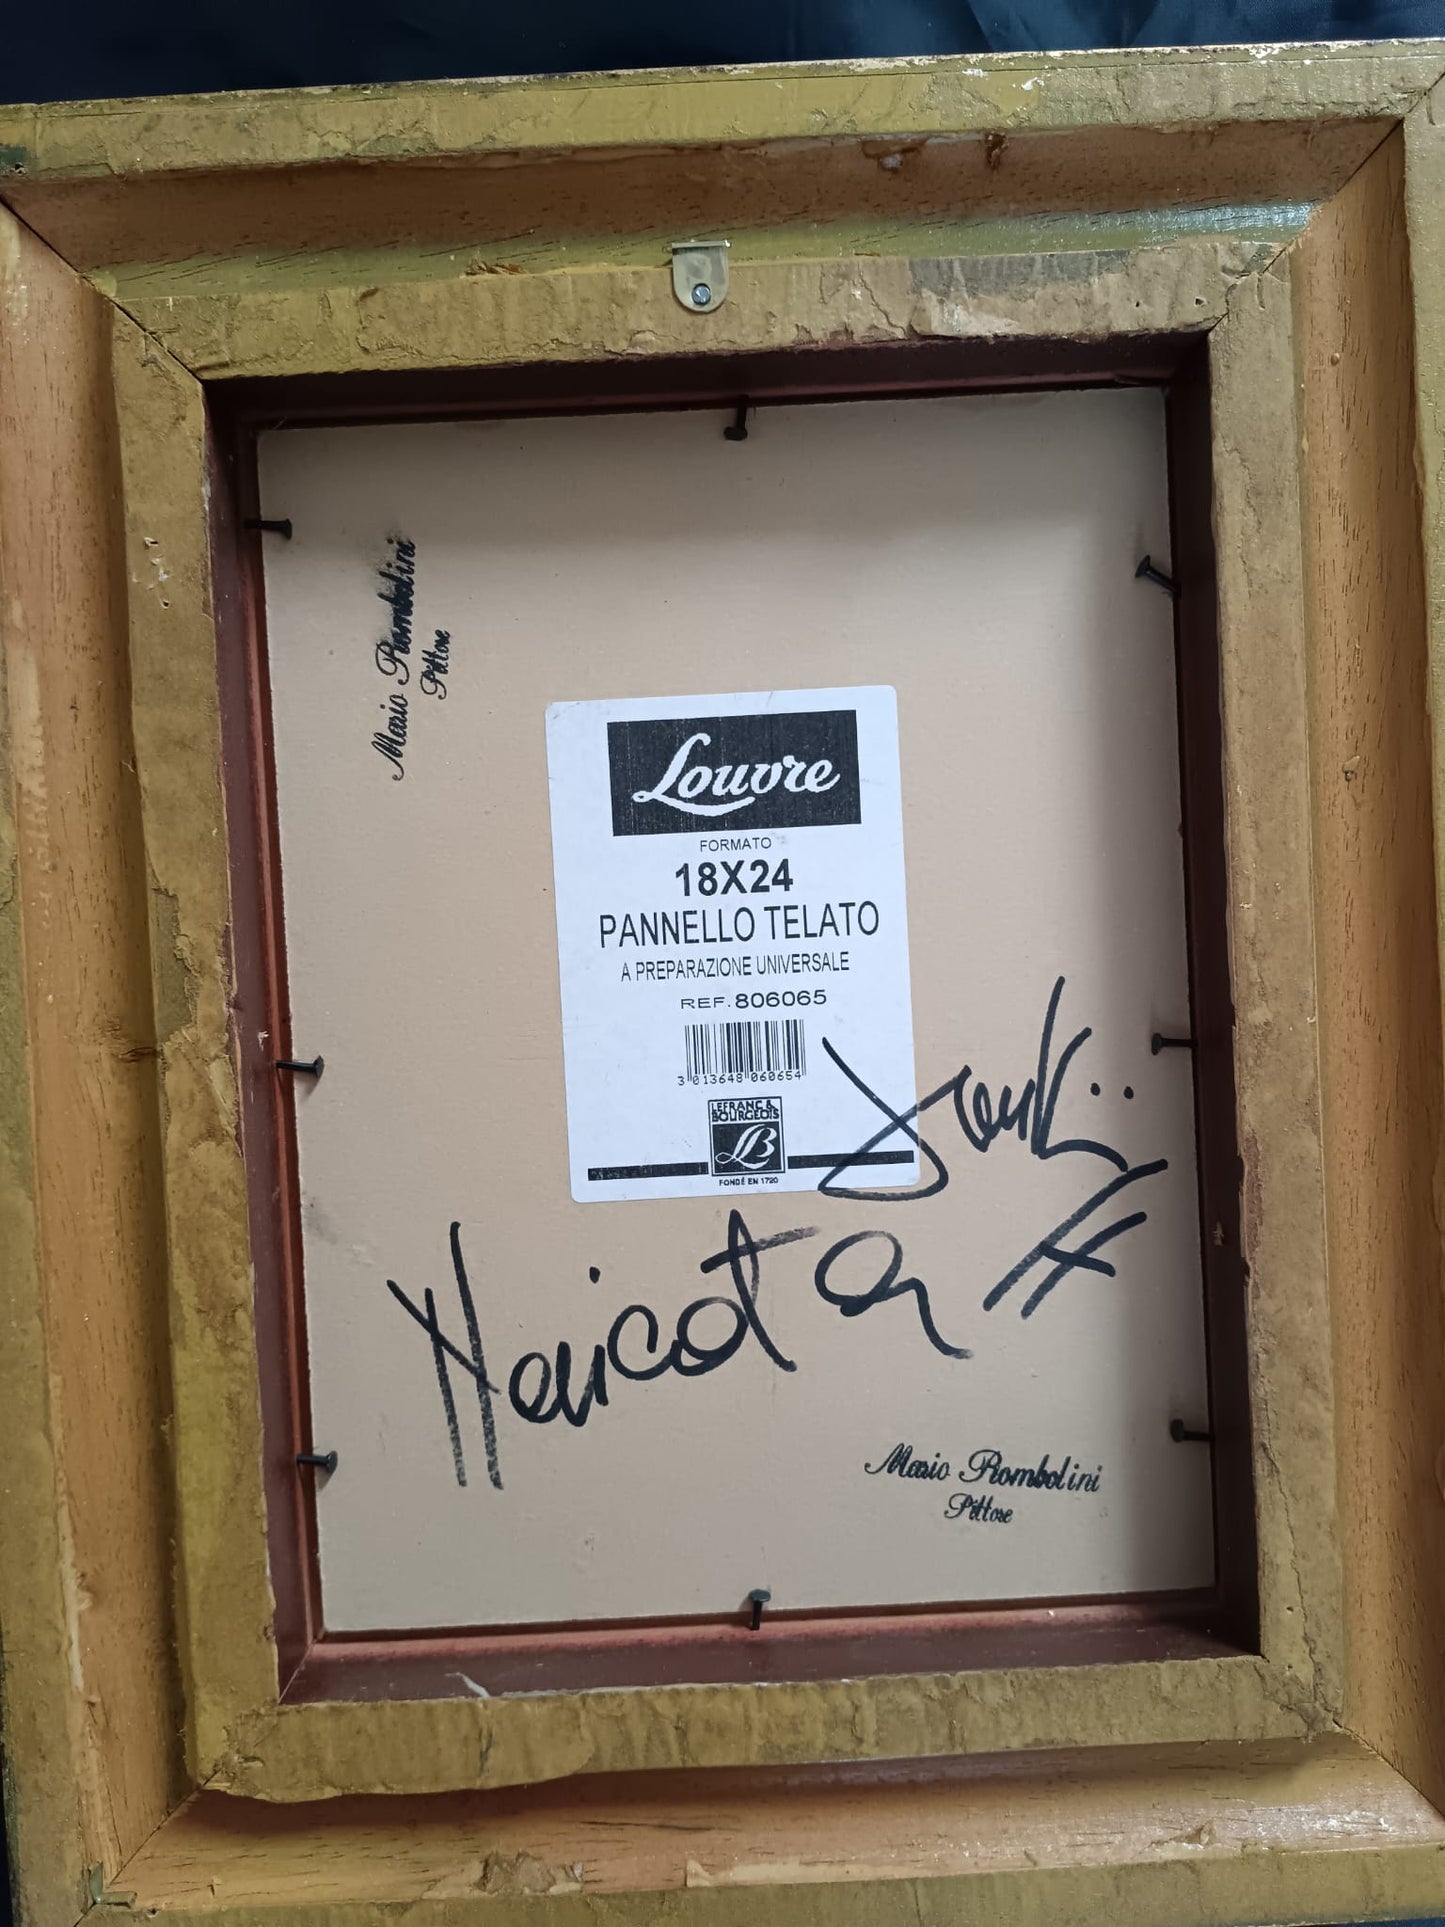 Mario Rombolini
Pittore
Louvre
FORMATO
18X24
PANNELLO TELATO
A PREPARAZIONE UNIVERSALE
REF. 806065
3 013648 060654
LEFRANC &
BOURGEOIS
LB
FONDÉ EN 1720
Mario Rombolini
Pittore